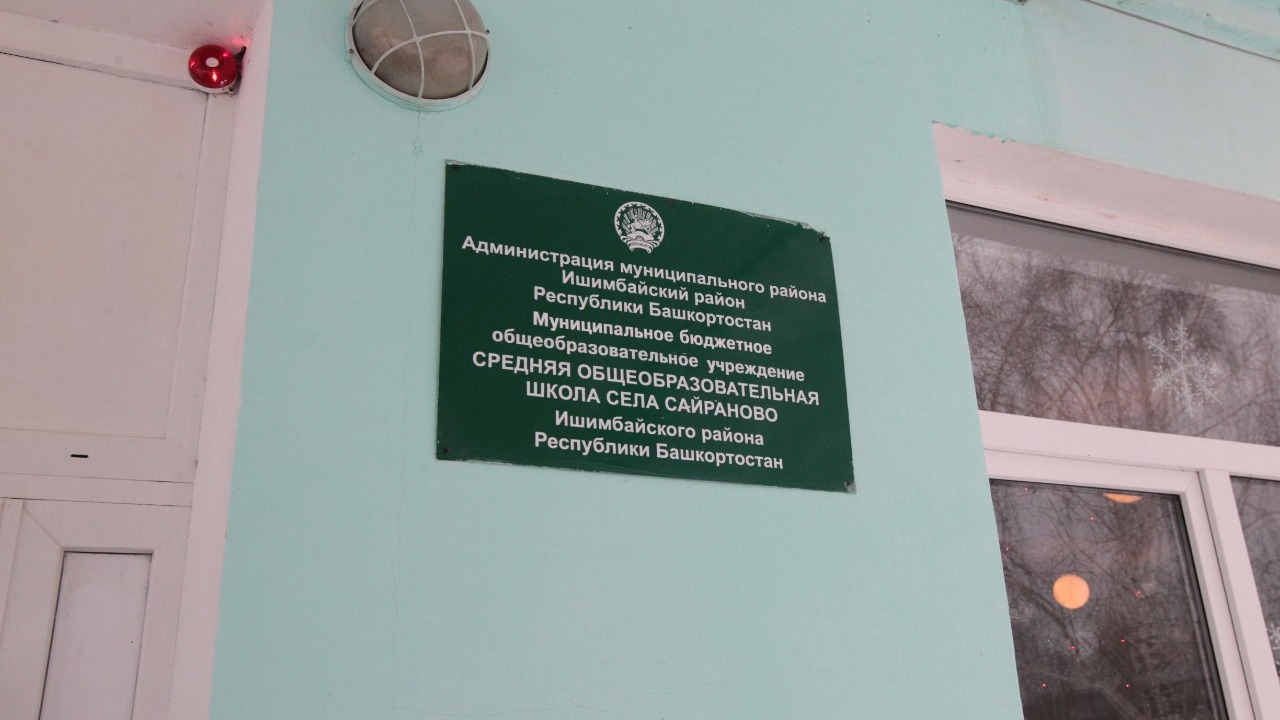 Администрация муниципального района
Ишимбайский район
Республики Башкортостан
Муниципальное бюджетное
общеобразовательное учреждение
СРЕДНЯЯ ОБЩЕОБРАЗОВАТЕЛЬНАЯ
ШКОЛА СЕЛА САЙРАНОВО
Ишимбайского района
Республики Башкортостан